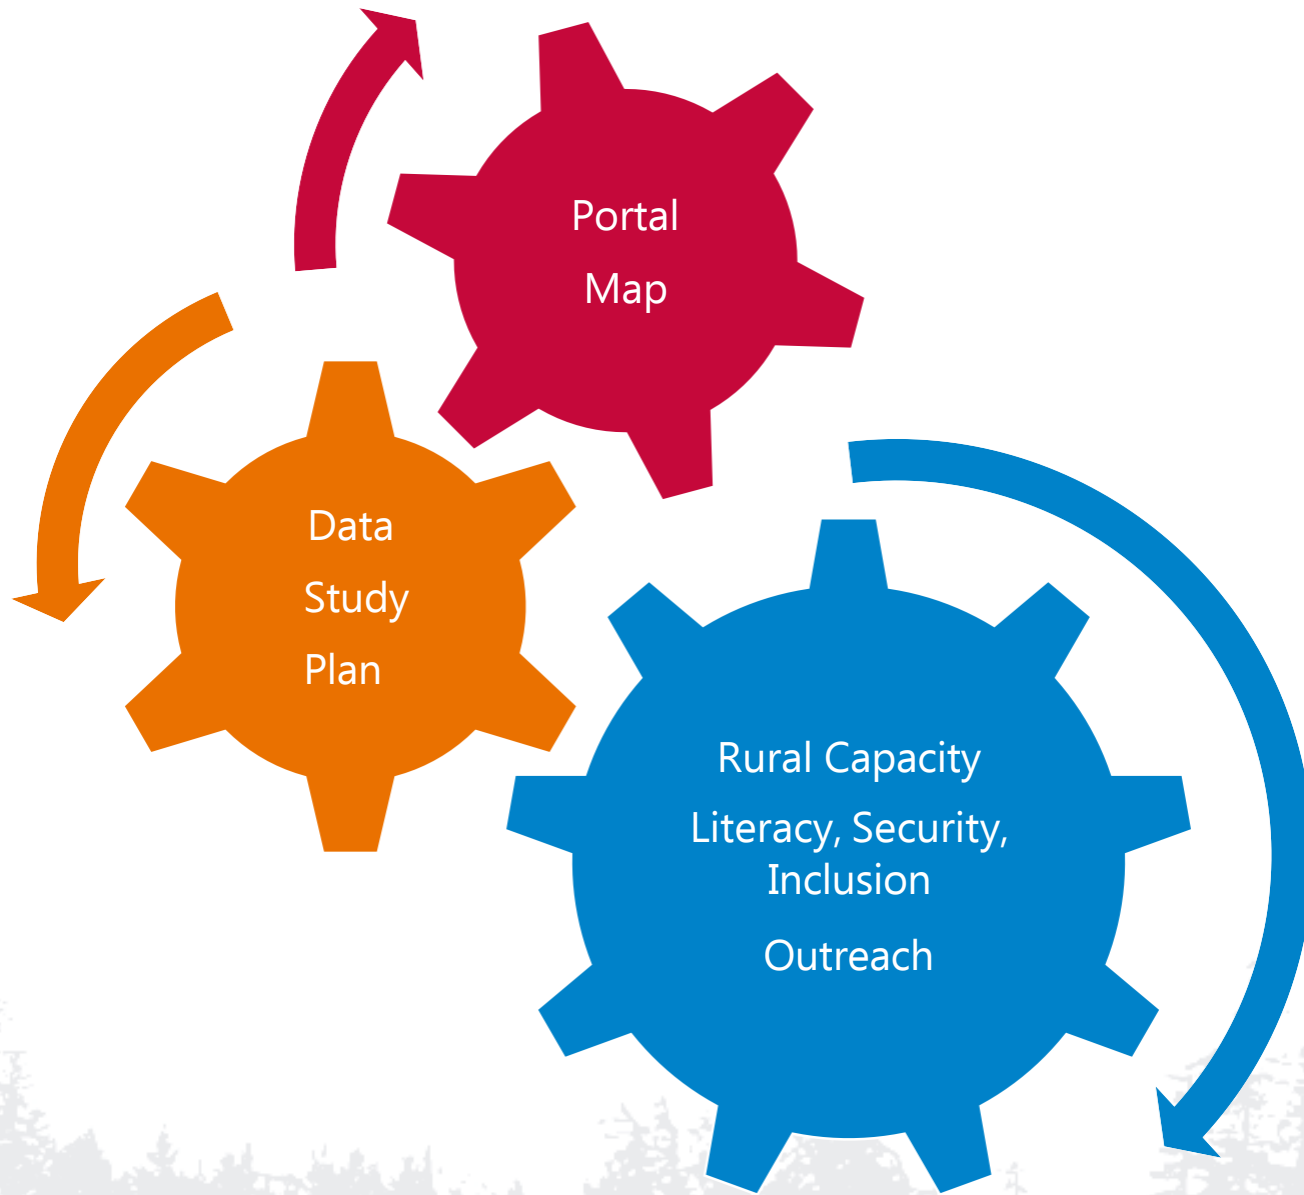 Portal
Map
Data
Study
Plan
Rural Capacity
Literacy, Security,
Inclusion
Outreach